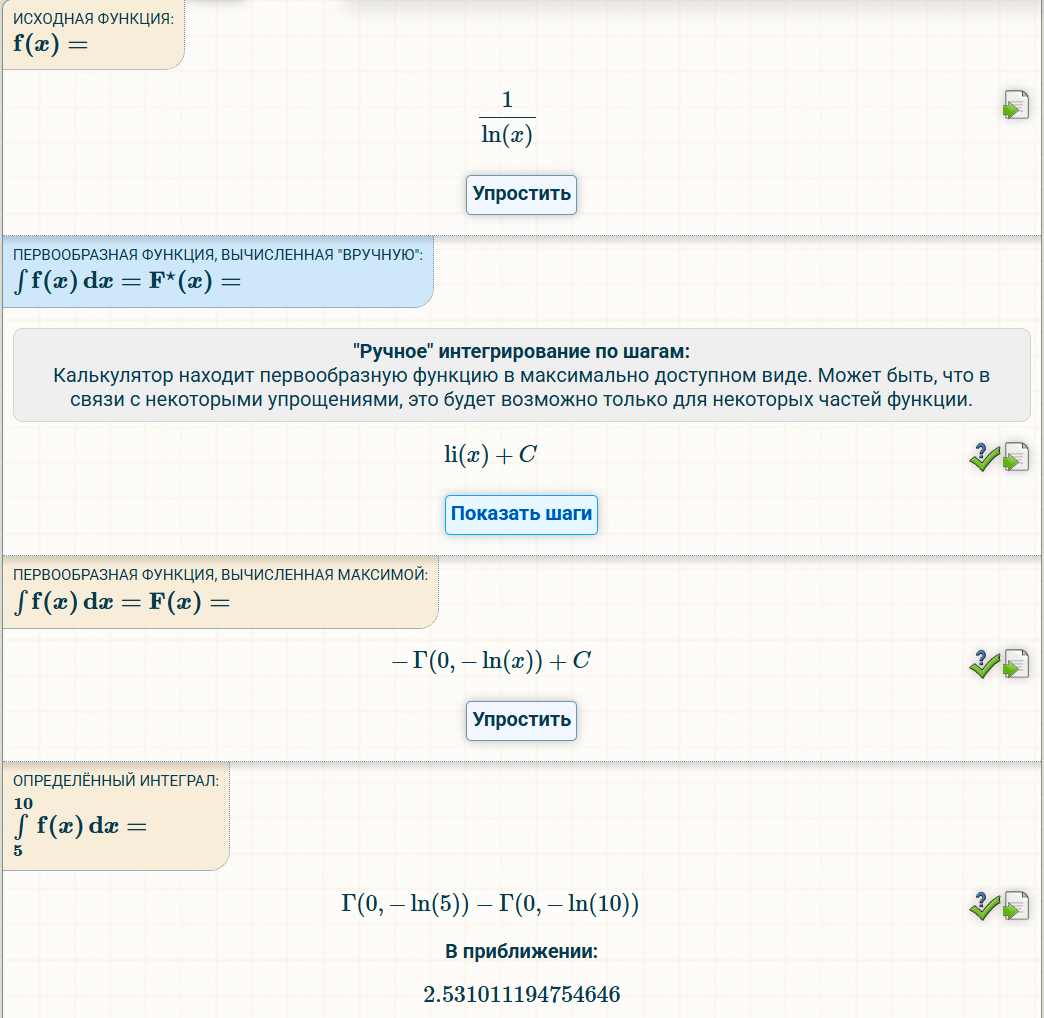 ИСХОДНАЯ ФУНКЦИЯ:
f(x) =
1
ln(x)
Упростить
ПЕРВООБРАЗНАЯ ФУНКЦИЯ, ВЫЧИСЛЕННАЯ "ВРУЧНУЮ":
∫ f(x) dx = F⋆(x) =
"Ручное" интегрирование по шагам:
Калькулятор находит первообразную функцию в максимально доступном виде. Может быть, что в
связи с некоторыми упрощениями, это будет возможно только для некоторых частей функции.
li(x) + C
Показать шаги
ПЕРВООБРАЗНАЯ ФУНКЦИЯ, ВЫЧИСЛЕННАЯ МАКСИМОЙ:
∫ f(x) dx = F(x) =
− Γ(0, − ln(x)) + C
Упростить
ОПРЕДЕЛЁННЫЙ ИНТЕГРАЛ:
10
∫ f(x) dx =
5
Γ(0, − ln(5)) − Γ(0, − ln(10))
В приближении:
2.531011194754646